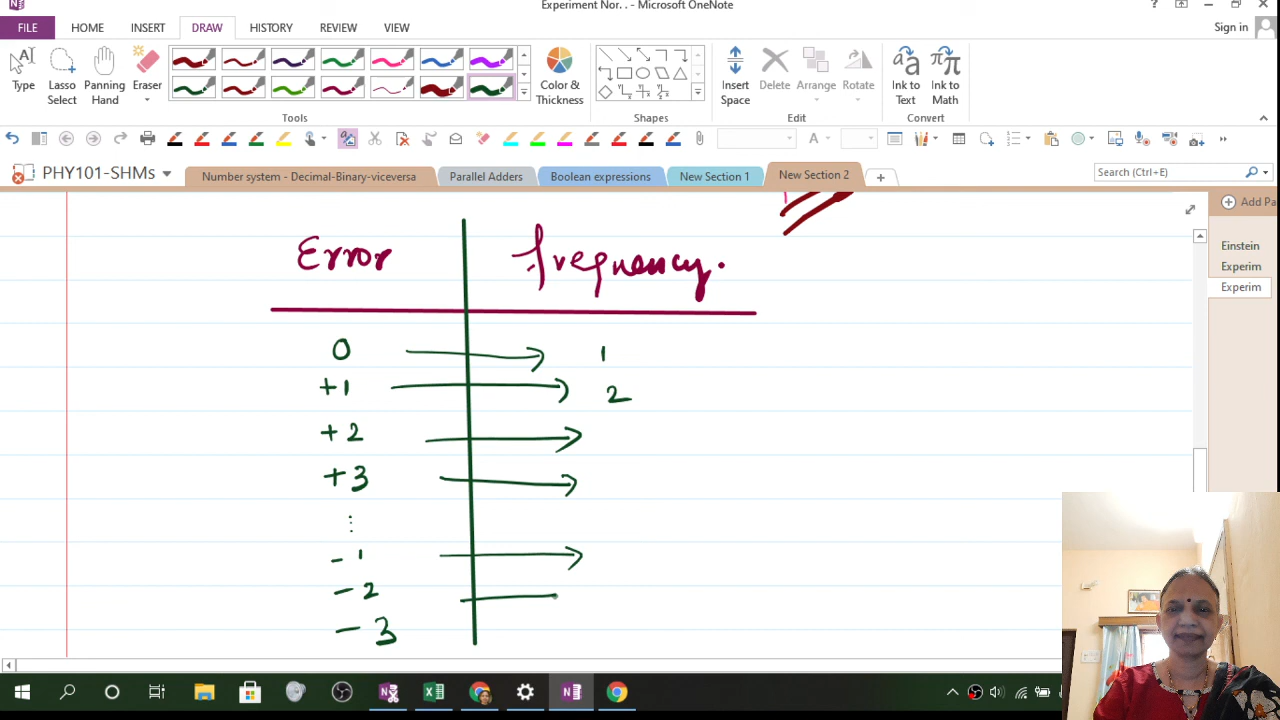 Experiment Nor. . - Microsoft OneNote
?
FILE HOME INSERT DRAW HISTORY REVIEW VIEW
Sign in
Type
Lasso Select
Panning Hand
Eraser
Color & Thickness
Insert Space
Delete
Arrange
Rotate
Ink to Text
Ink to Math
Tools
Shapes
Edit
Convert
PHY101-SHMs
Number system - Decimal-Binary-viceversa
Parallel Adders
Boolean expressions
New Section 1
New Section 2
Search (Ctrl+E)
Add Pa
Einstein
Experim
Experim
Error frequency.
0 → 1
+1 → 2
+2 →
+3 →
⋮
-1 →
-2
-3